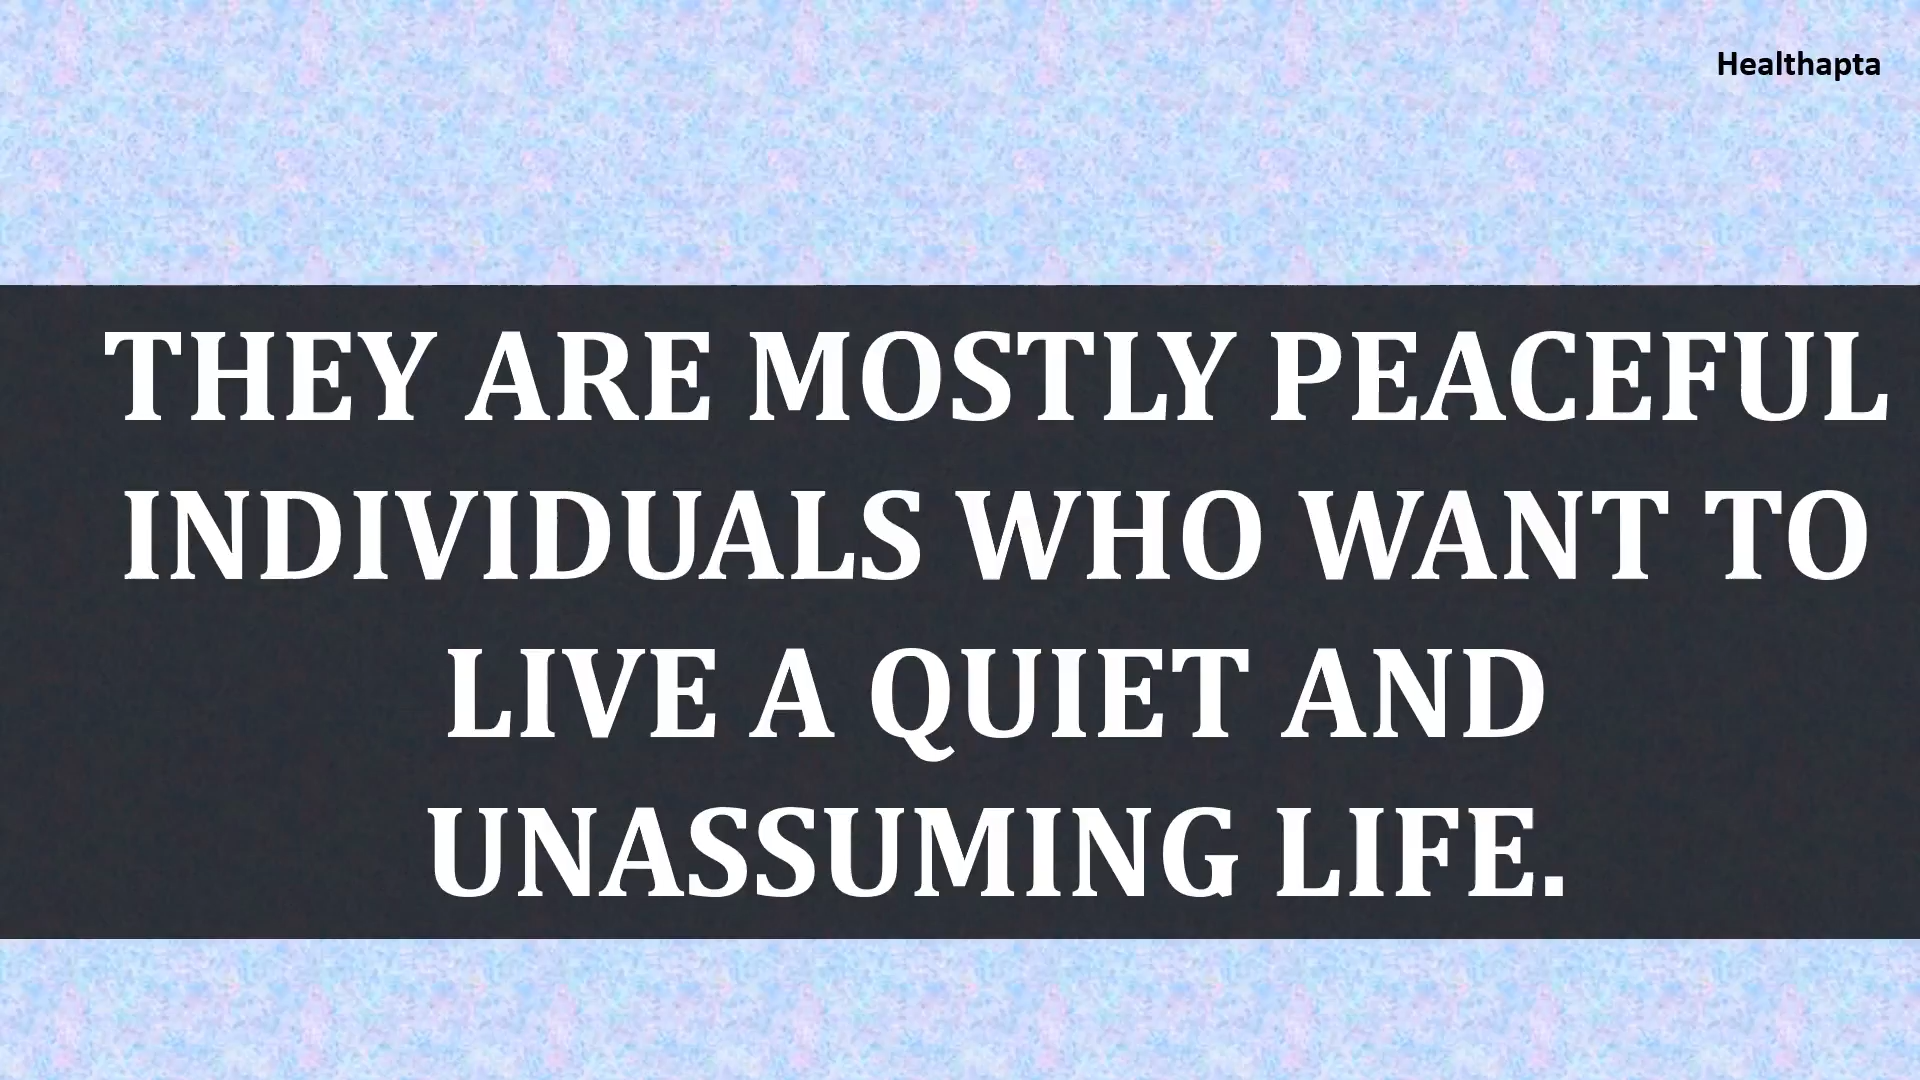 Healthapta
THEY ARE MOSTLY PEACEFUL
INDIVIDUALS WHO WANT TO
LIVE A QUIET AND
UNASSUMING LIFE.